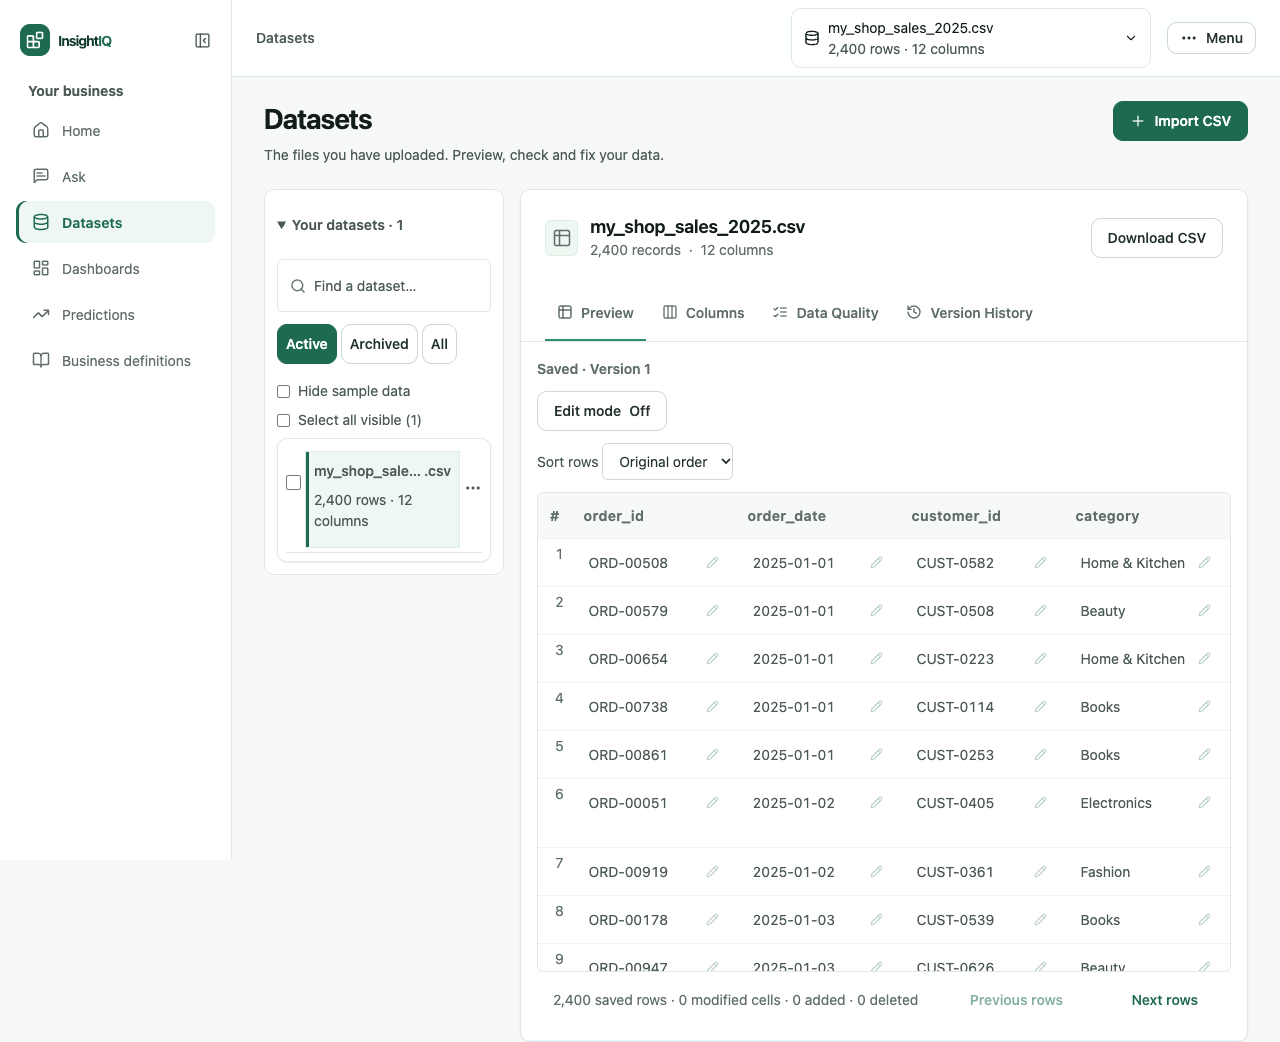 InsightIQ
Datasets
my_shop_sales_2025.csv
2,400 rows · 12 columns
Menu
Your business
Home
Ask
Datasets
Dashboards
Predictions
Business definitions
Datasets
The files you have uploaded. Preview, check and fix your data.
Import CSV
Your datasets · 1
Find a dataset...
Active Archived All
Hide sample data
Select all visible (1)
my_shop_sale... .csv
2,400 rows · 12
columns
my_shop_sales_2025.csv
2,400 records · 12 columns
Download CSV
Preview Columns Data Quality Version History
Saved · Version 1
Edit mode Off
Sort rows Original order
# order_id order_date customer_id category
1 ORD-00508 2025-01-01 CUST-0582 Home & Kitchen
2 ORD-00579 2025-01-01 CUST-0508 Beauty
3 ORD-00654 2025-01-01 CUST-0223 Home & Kitchen
4 ORD-00738 2025-01-01 CUST-0114 Books
5 ORD-00861 2025-01-01 CUST-0253 Books
6 ORD-00051 2025-01-02 CUST-0405 Electronics
7 ORD-00919 2025-01-02 CUST-0361 Fashion
8 ORD-00178 2025-01-03 CUST-0539 Books
9 ORD-00947 2025-01-03 CUST-0626 Beauty
2,400 saved rows · 0 modified cells · 0 added · 0 deleted
Previous rows Next rows